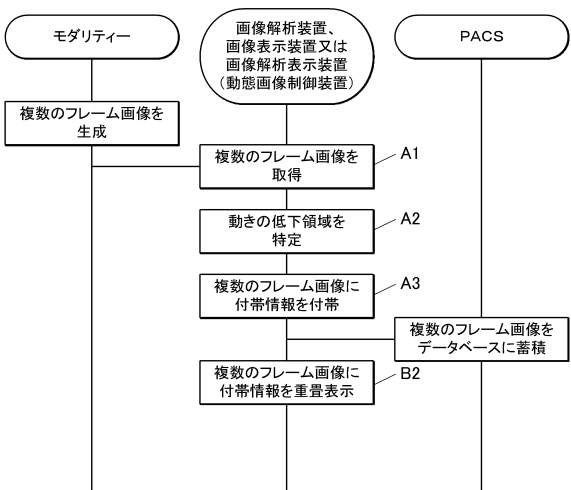 モダリティー
画像解析装置、
画像表示装置又は
画像解析表示装置
(動態画像制御装置)
PACS
複数のフレーム画像を
生成
複数のフレーム画像を
取得
A1
動きの低下領域を
特定
A2
複数のフレーム画像に
付帯情報を付帯
A3
複数のフレーム画像を
データベースに蓄積
複数のフレーム画像に
付帯情報を重畳表示
B2